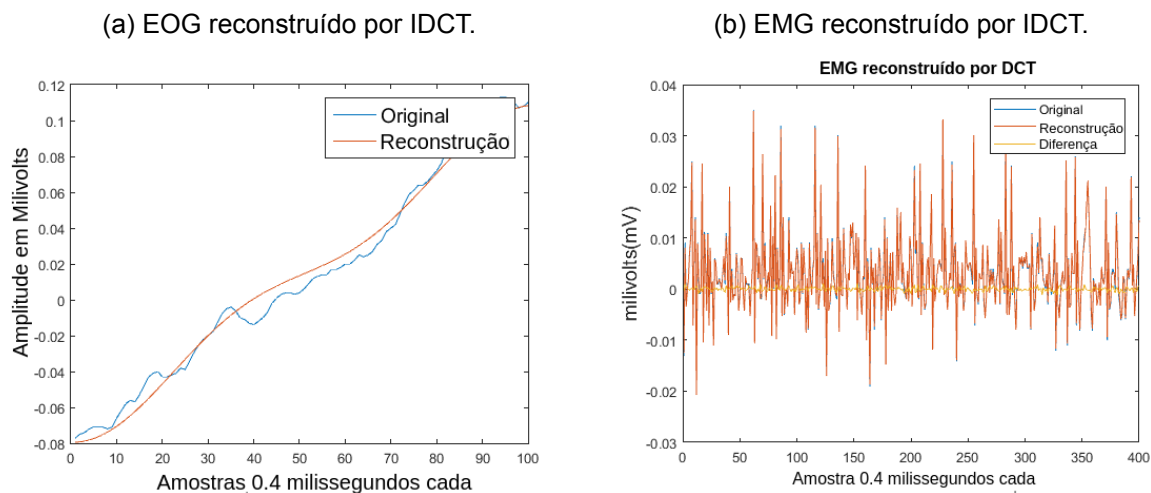 (a) EOG reconstruído por IDCT.
(b) EMG reconstruído por IDCT.
Amplitude em Milivolts
0.12
0.1
0.08
0.06
0.04
0.02
0
-0.02
-0.04
-0.06
-0.08
Original
Reconstrução
0 10 20 30 40 50 60 70 80 90 100
Amostras 0.4 milissegundos cada
EMG reconstruído por DCT
milivolts(mV)
0.04
0.03
0.02
0.01
0
-0.01
-0.02
-0.03
Original
Reconstrução
Diferença
0 50 100 150 200 250 300 350 400
Amostra 0.4 milissegundos cada